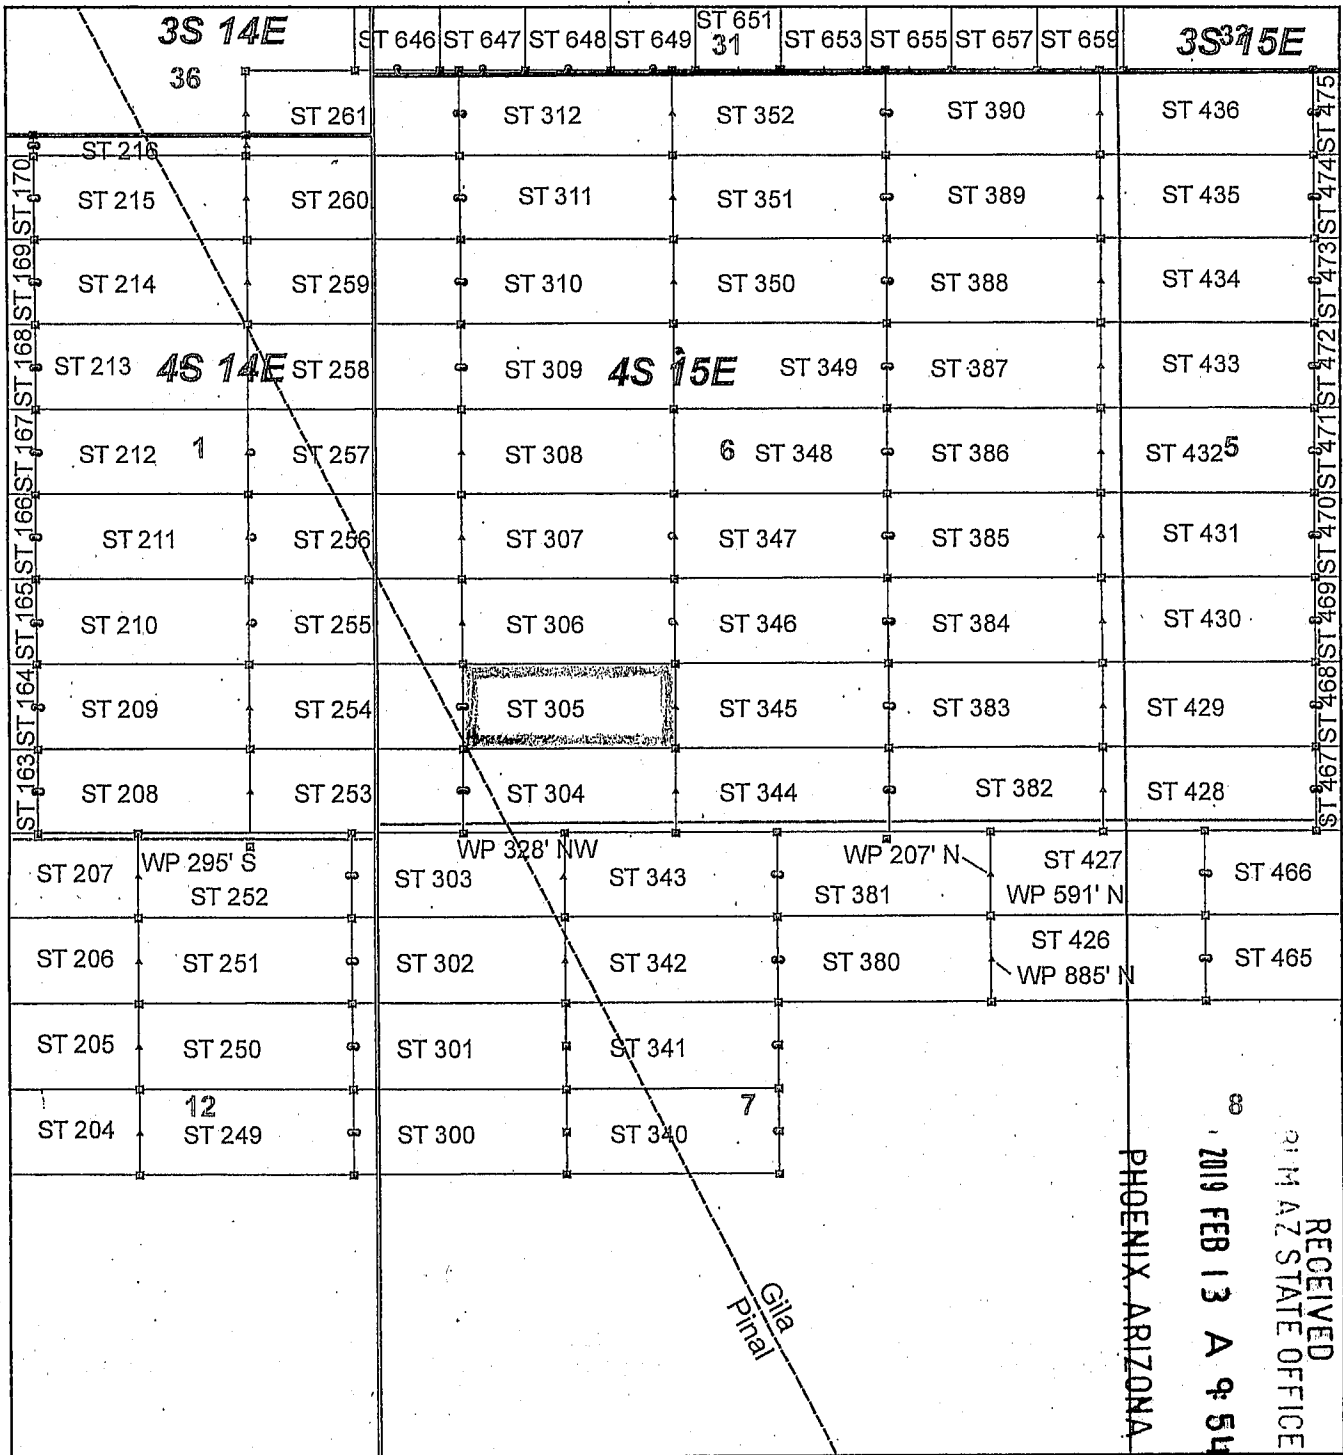 3S 14E ST 646 ST 647 ST 648 ST 649 ST 651 31 ST 653 ST 655 ST 657 ST 659 3S 32 15E
36
ST 261 ST 312 ST 352 ST 390 ST 436 ST 475
ST 216
ST 170 ST 215 ST 260 ST 311 ST 351 ST 389 ST 435 ST 474
ST 169 ST 214 ST 259 ST 310 ST 350 ST 388 ST 434 ST 473
ST 168 ST 213 4S 14E ST 258 ST 309 4S 15E ST 349 ST 387 ST 433 ST 472
ST 167 ST 212 1 ST 257 ST 308 6 ST 348 ST 386 ST 432 5 ST 471
ST 166 ST 211 ST 256 ST 307 ST 347 ST 385 ST 431 ST 470
ST 165 ST 210 ST 255 ST 306 ST 346 ST 384 ST 430 ST 469
ST 164 ST 209 ST 254 ST 305 ST 345 ST 383 ST 429 ST 468
ST 163 ST 208 ST 253 ST 304 ST 344 ST 382 ST 428 ST 467
WP 295' S WP 328' NW WP 207' N ST 427
ST 207 ST 252 ST 303 ST 343 ST 381 WP 591' N ST 466
ST 426
ST 206 ST 251 ST 302 ST 342 ST 380 WP 885' N ST 465
ST 205 ST 250 ST 301 ST 341
12 7 8
ST 204 ST 249 ST 300 ST 340
Gila
Pinal
RECEIVED
AZ STATE OFFICE
2019 FEB 13 A 9:54
PHOENIX, ARIZONA